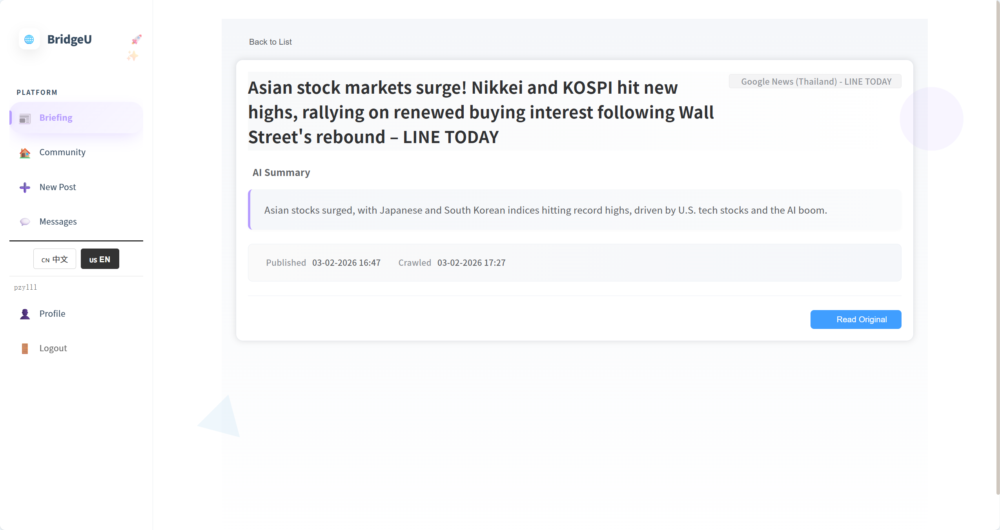 BridgeU
PLATFORM
Briefing
Community
New Post
Messages
CN 中文
US EN
pzylll
Profile
Logout
Back to List
Asian stock markets surge! Nikkei and KOSPI hit new
highs, rallying on renewed buying interest following Wall
Street's rebound – LINE TODAY
Google News (Thailand) - LINE TODAY
AI Summary
Asian stocks surged, with Japanese and South Korean indices hitting record highs, driven by U.S. tech stocks and the AI boom.
Published 03-02-2026 16:47 Crawled 03-02-2026 17:27
Read Original